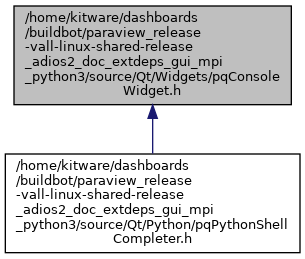 /home/kitware/dashboards
/buildbot/paraview_release
-vall-linux-shared-release
_adios2_doc_extdeps_gui_mpi
_python3/source/Qt/Widgets/pqConsole
Widget.h
/home/kitware/dashboards
/buildbot/paraview_release
-vall-linux-shared-release
_adios2_doc_extdeps_gui_mpi
_python3/source/Qt/Python/pqPythonShell
Completer.h